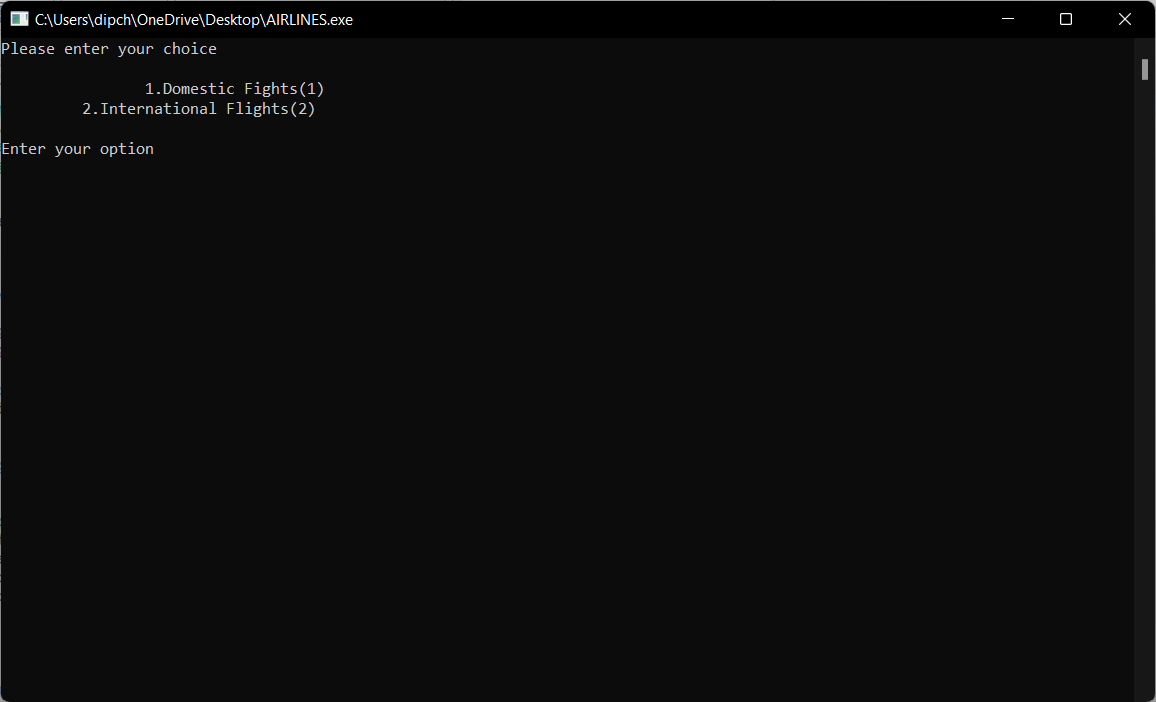 C:\Users\dipch\OneDrive\Desktop\AIRLINES.exe
Please enter your choice
1.Domestic Fights(1)
2.International Flights(2)
Enter your option